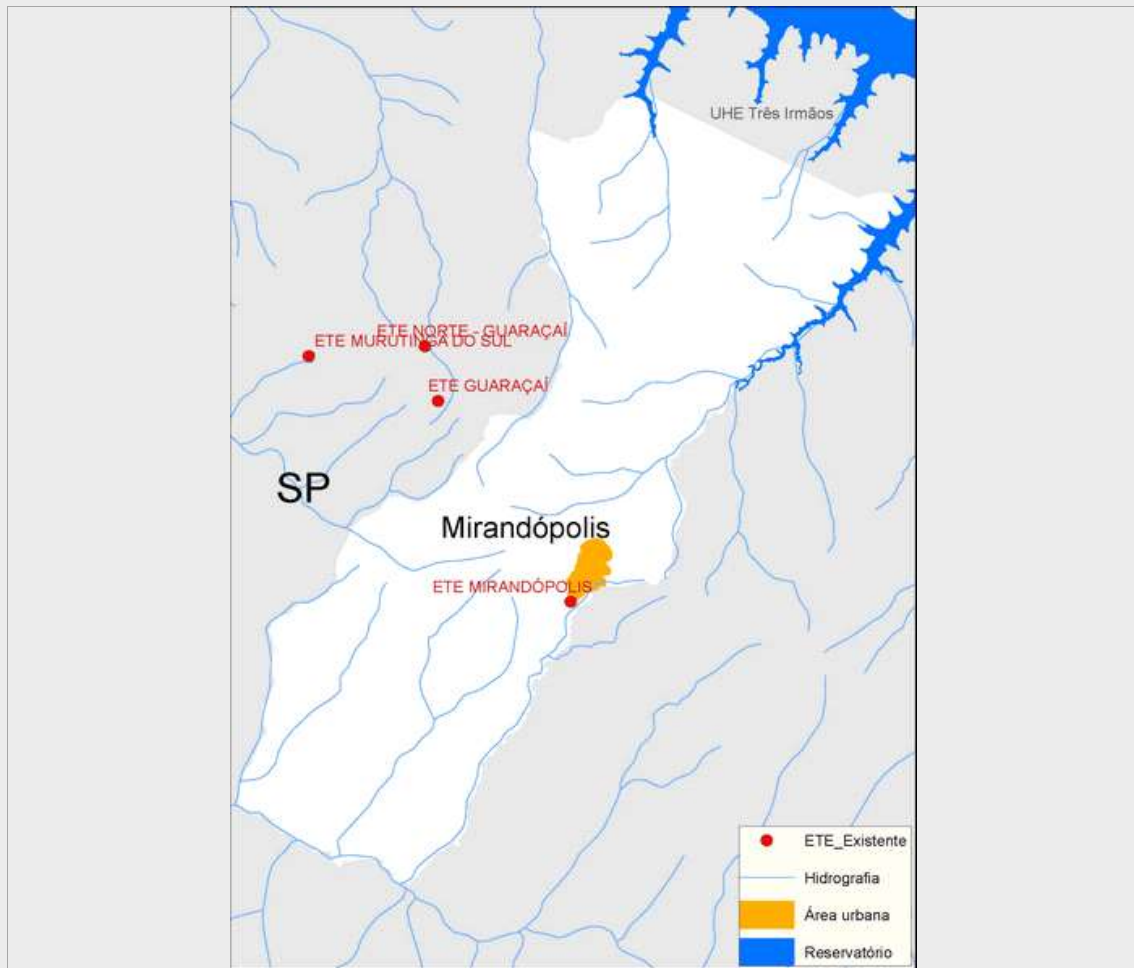 UHE Três Irmãos
ETE NORTE - GUARAÇAÍ
ETE MURUTINGA DO SUL
ETE GUARAÇAÍ
SP
Mirandópolis
ETE MIRANDÓPOLIS
ETE_Existente
Hidrografia
Área urbana
Reservatório